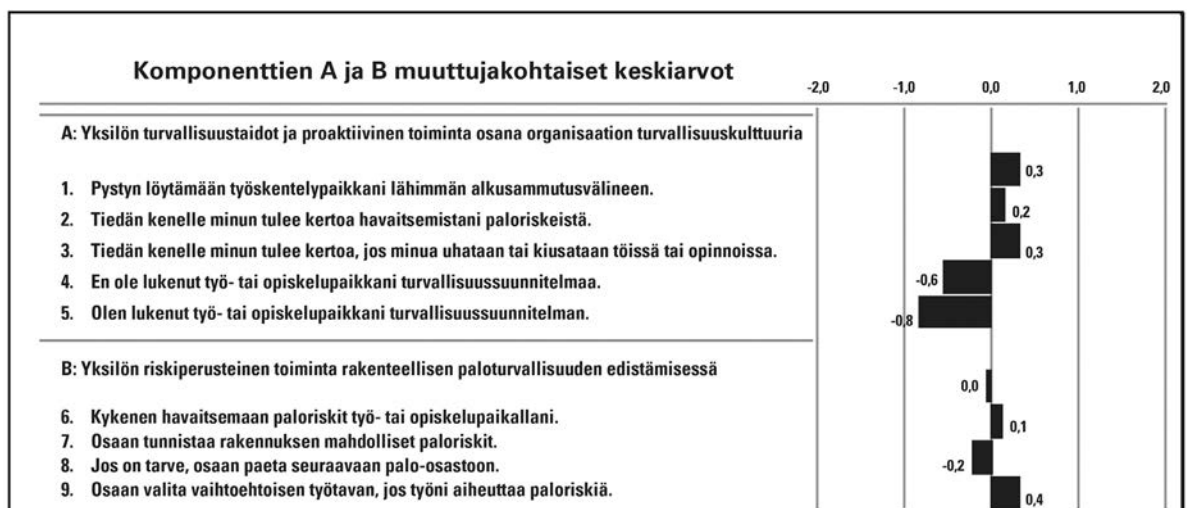 Komponenttien A ja B muuttujakohtaiset keskiarvot
-2,0 -1,0 0,0 1,0 2,0
A: Yksilön turvallisuustaidot ja proaktiivinen toiminta osana organisaation turvallisuuskulttuuria
1. Pystyn löytämään työskentelypaikkani lähimmän alkusammutusvälineen. 0,3
2. Tiedän kenelle minun tulee kertoa havaitsemistani paloriskeistä. 0,2
3. Tiedän kenelle minun tulee kertoa, jos minua uhataan tai kiusataan töissä tai opinnoissa. 0,3
4. En ole lukenut työ- tai opiskelupaikkani turvallisuussuunnitelmaa. -0,6
5. Olen lukenut työ- tai opiskelupaikkani turvallisuussuunnitelman. -0,8
B: Yksilön riskiperusteinen toiminta rakenteellisen paloturvallisuuden edistämisessä
6. Kykenen havaitsemaan paloriskit työ- tai opiskelupaikallani. 0,0
7. Osaan tunnistaa rakennuksen mahdolliset paloriskit. 0,1
8. Jos on tarve, osaan paeta seuraavaan palo-osastoon. -0,2
9. Osaan valita vaihtoehtoisen työtavan, jos työni aiheuttaa paloriskiä. 0,4